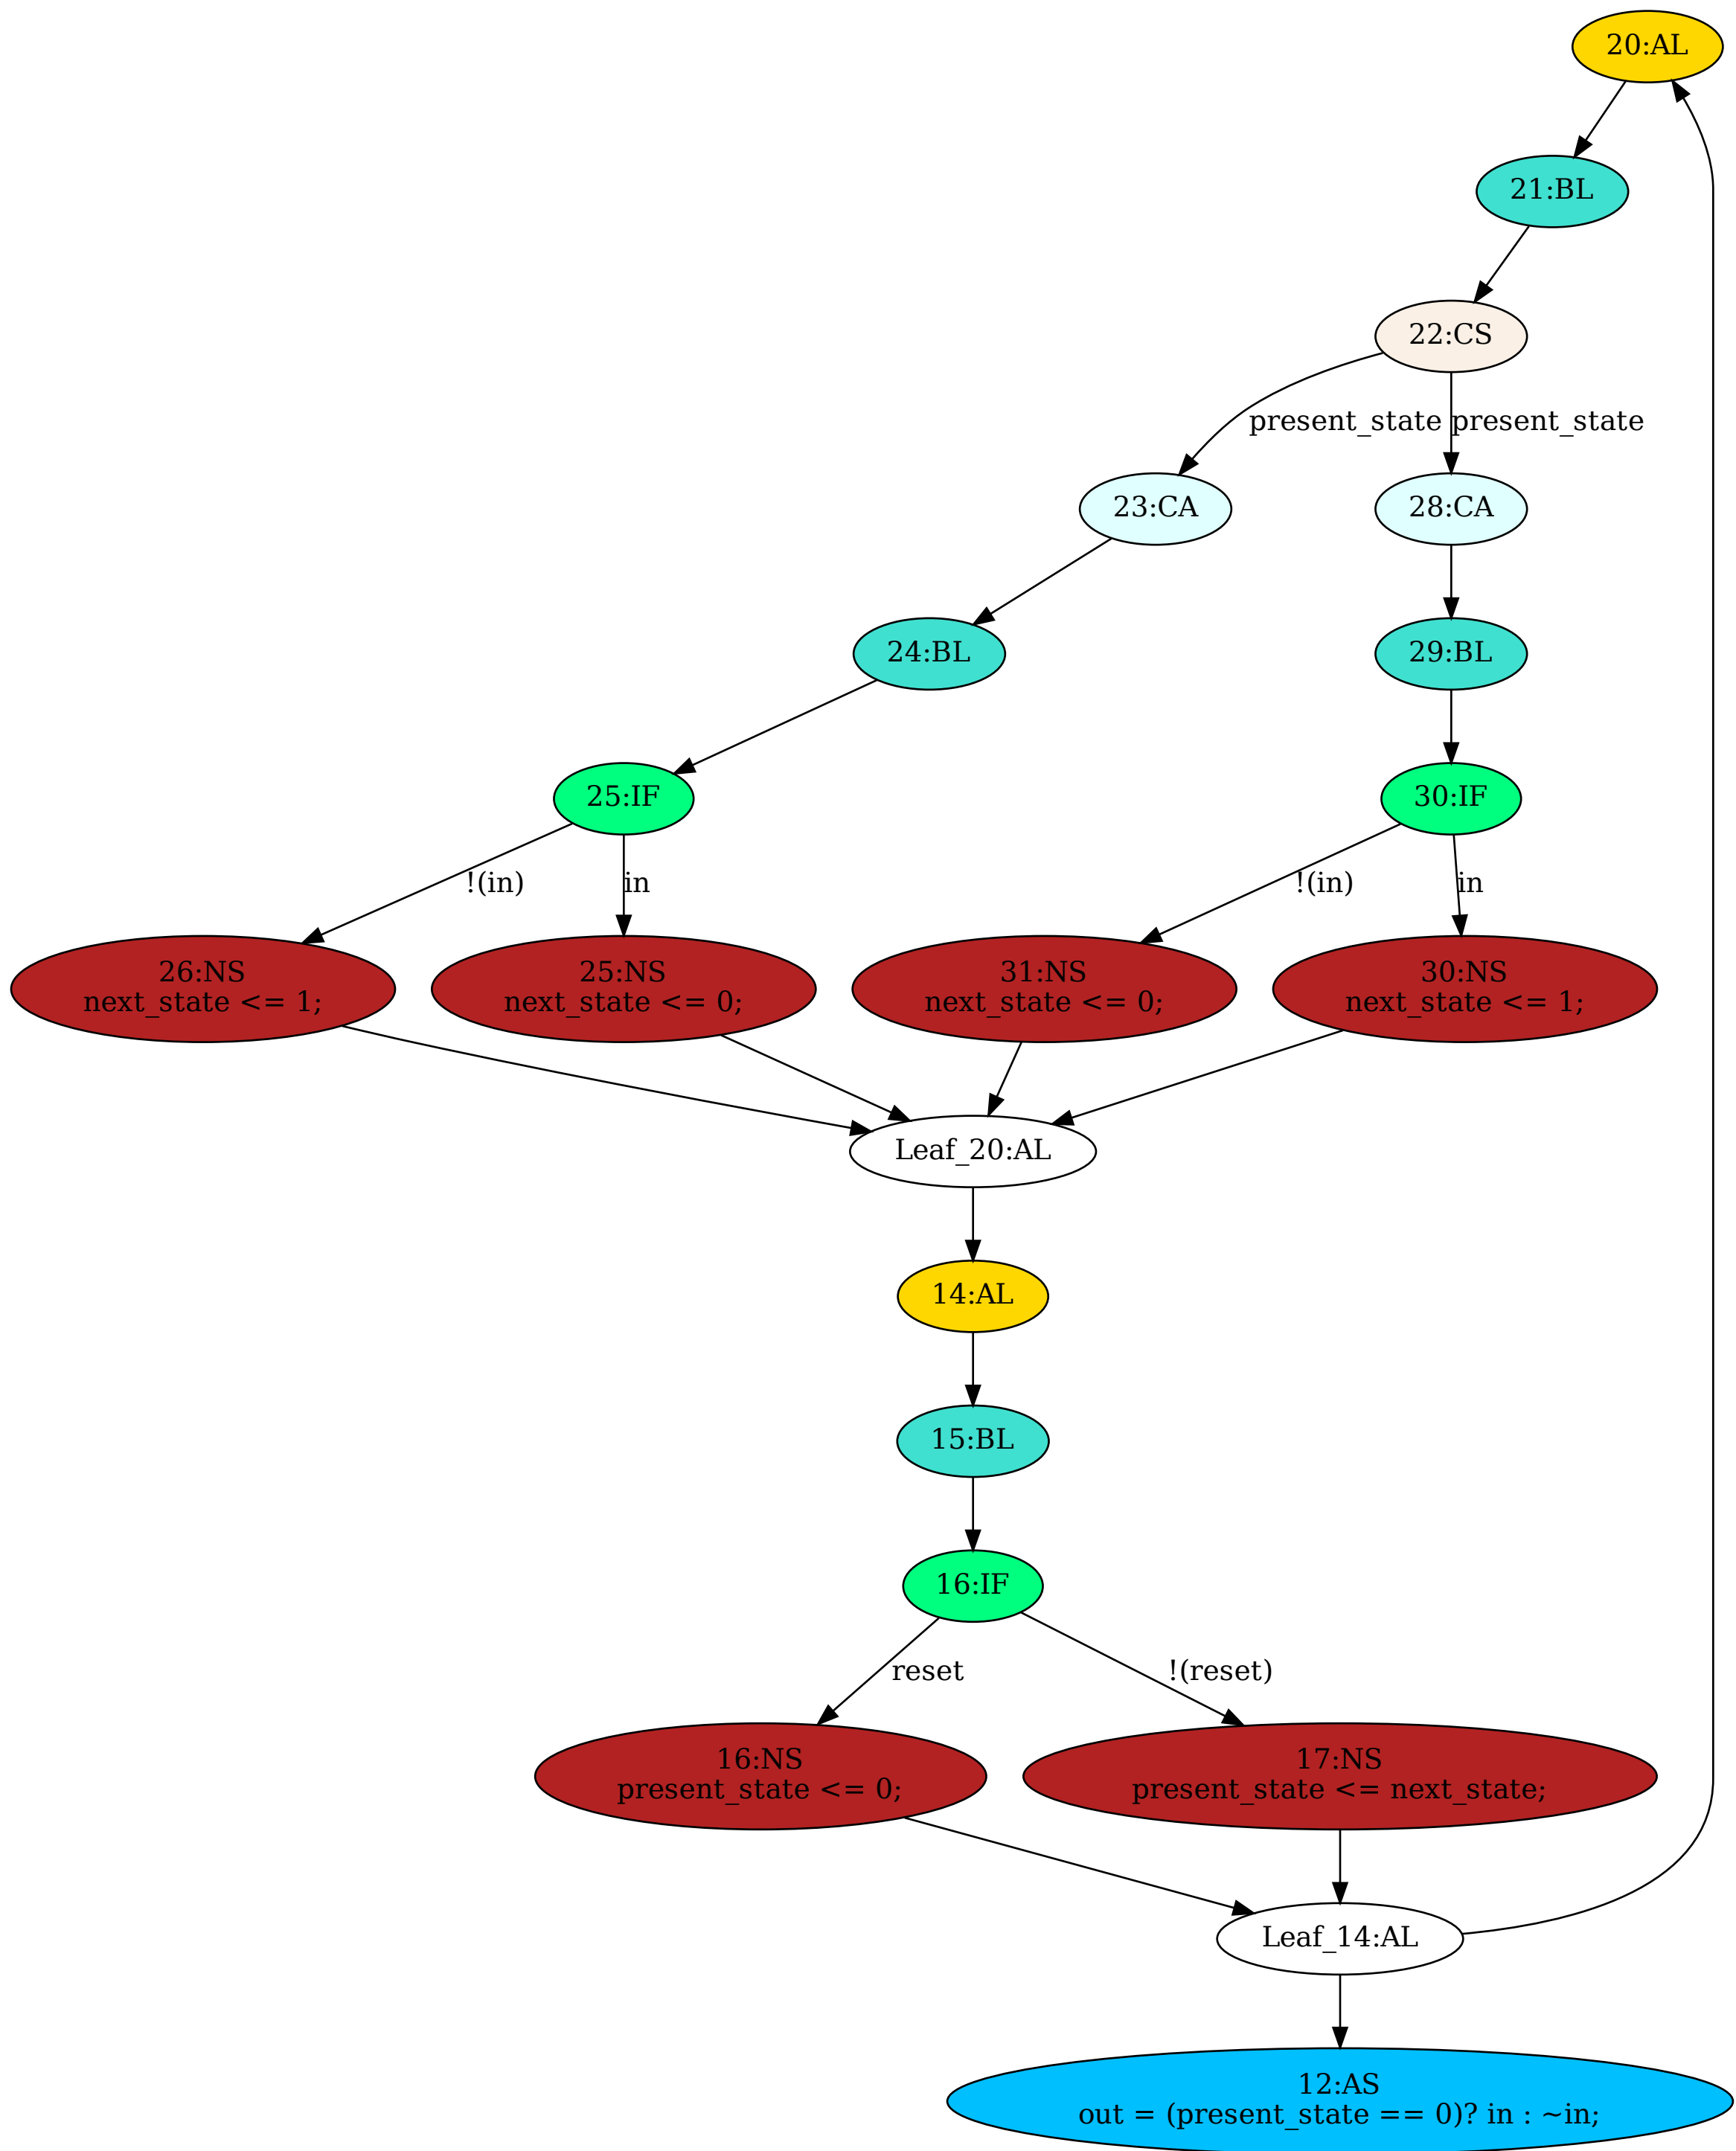 20:AL
21:BL
22:CS
present_state
present_state
23:CA
28:CA
24:BL
29:BL
25:IF
30:IF
!(in)
in
!(in)
in
26:NS
next_state <= 1;
25:NS
next_state <= 0;
31:NS
next_state <= 0;
30:NS
next_state <= 1;
Leaf_20:AL
14:AL
15:BL
16:IF
reset
!(reset)
16:NS
present_state <= 0;
17:NS
present_state <= next_state;
Leaf_14:AL
12:AS
out = (present_state == 0)? in : ~in;